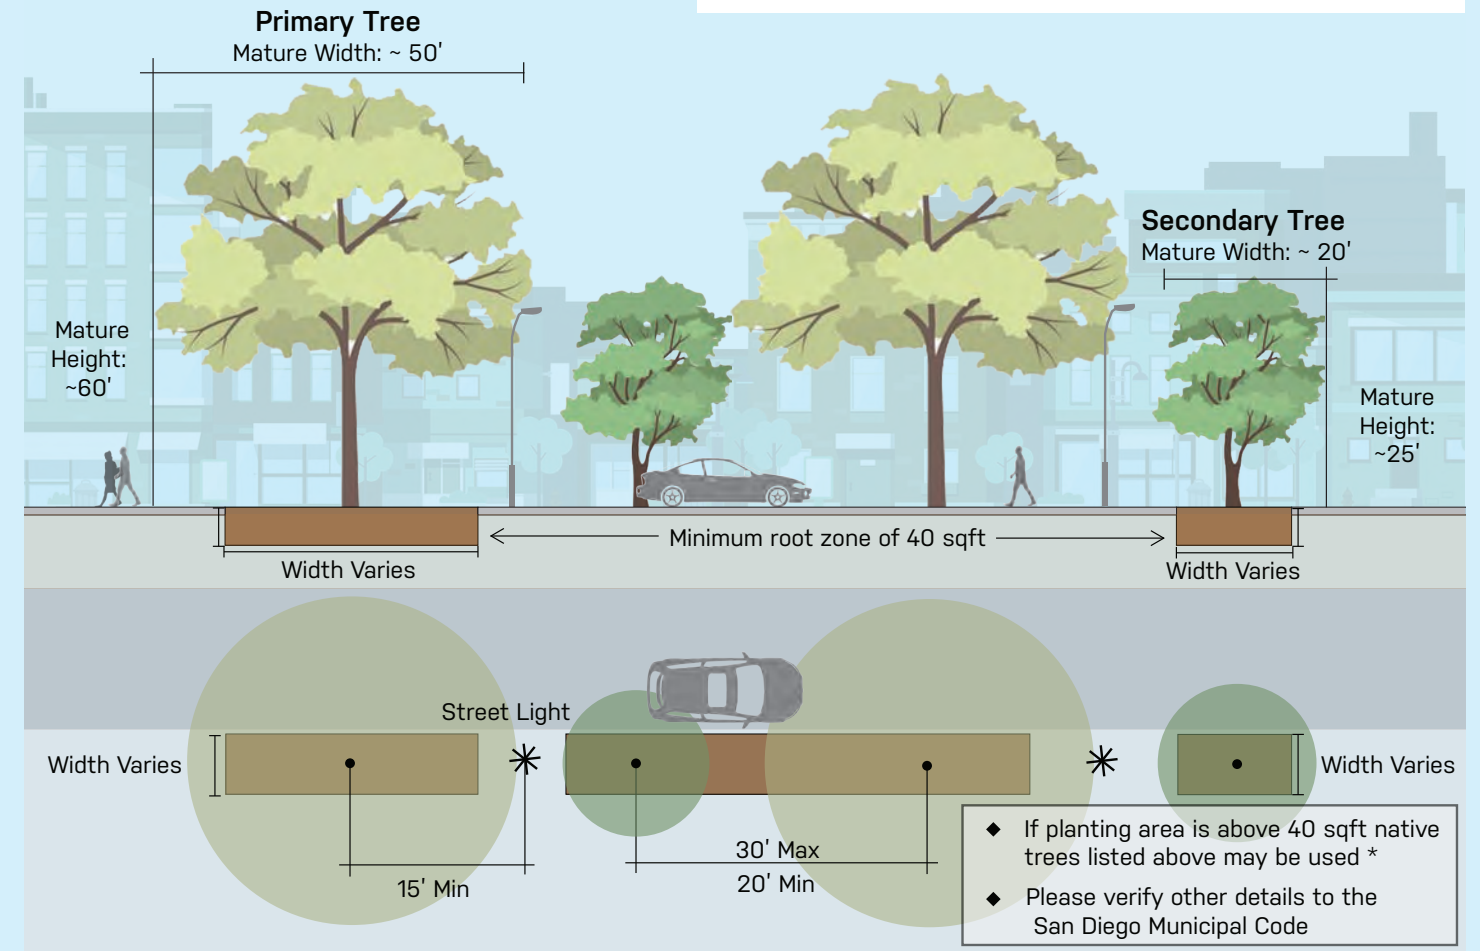 Primary Tree
Mature Width: ~ 50'
Secondary Tree
Mature Width: ~ 20'
Mature
Height:
~60'
Mature
Height:
~25'
Minimum root zone of 40 sqft
Width Varies
Width Varies
Street Light
Width Varies
Width Varies
15' Min
30' Max
20' Min
◆ If planting area is above 40 sqft native
trees listed above may be used *
◆ Please verify other details to the
San Diego Municipal Code